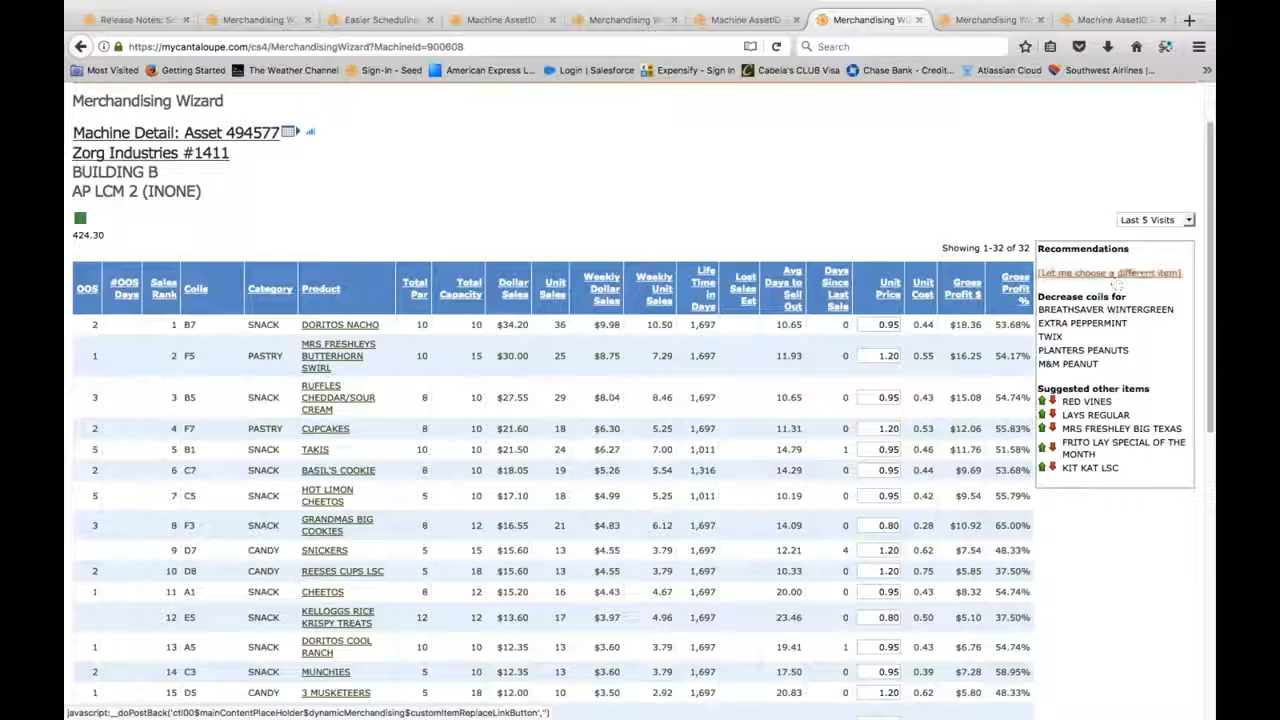 Release Notes: S
Merchandising W
Easier Schedulin
Machine AssetID
Merchandising W
Machine AssetID
Merchandising W
Merchandising W
Machine AssetID
https://mycantaloupe.com/cs4/MerchandisingWizard?MachineId=900608
Search
Most Visited Getting Started The Weather Channel Sign-In - Seed American Express L... Login | Salesforce Expensify - Sign In Cabela's CLUB Visa Chase Bank - Credit... Atlassian Cloud Southwest Airlines |...
Merchandising Wizard
Machine Detail: Asset 494577
Zorg Industries #1411
BUILDING B
AP LCM 2 (INONE)
424.30
Last 5 Visits
Showing 1-32 of 32
OOS #OOS Days Sales Rank Coils Category Product Total Par Total Capacity Dollar Sales Unit Sales Weekly Dollar Sales Weekly Unit Sales Life Time in Days Lost Sales Est Avg Days to Sell Out Days Since Last Sale Unit Price Unit Cost Gross Profit $ Gross Profit %
2 1 B7 SNACK DORITOS NACHO 10 10 $34.20 36 $9.98 10.50 1,697 10.65 0 0.95 0.44 $18.36 53.68%
1 2 F5 PASTRY MRS FRESHLEYS BUTTERHORN SWIRL 10 15 $30.00 25 $8.75 7.29 1,697 11.93 0 1.20 0.55 $16.25 54.17%
3 3 B5 SNACK RUFFLES CHEDDAR/SOUR CREAM 8 10 $27.55 29 $8.04 8.46 1,697 10.65 0 0.95 0.43 $15.08 54.74%
2 4 F7 PASTRY CUPCAKES 8 10 $21.60 18 $6.30 5.25 1,697 11.31 0 1.20 0.53 $12.06 55.83%
5 5 B1 SNACK TAKIS 10 10 $21.50 24 $6.27 7.00 1,011 14.79 1 0.95 0.46 $11.76 51.58%
2 6 C7 SNACK BASIL'S COOKIE 8 10 $18.05 19 $5.26 5.54 1,316 14.29 0 0.95 0.44 $9.69 53.68%
5 7 C5 SNACK HOT LIMON CHEETOS 5 10 $17.10 18 $4.99 5.25 1,011 10.19 0 0.95 0.42 $9.54 55.79%
3 8 F3 SNACK GRANDMAS BIG COOKIES 8 12 $16.55 21 $4.83 6.12 1,697 14.09 0 0.80 0.28 $10.92 65.00%
9 D7 CANDY SNICKERS 5 15 $15.60 13 $4.55 3.79 1,697 12.21 4 1.20 0.62 $7.54 48.33%
2 10 D8 CANDY REESES CUPS LSC 5 18 $15.60 13 $4.55 3.79 1,697 10.33 0 1.20 0.75 $5.85 37.50%
1 11 A1 SNACK CHEETOS 8 12 $15.20 16 $4.43 4.67 1,697 20.00 0 0.95 0.43 $8.32 54.74%
12 E5 SNACK KELLOGGS RICE KRISPY TREATS 12 12 $13.60 17 $3.97 4.96 1,697 23.46 0 0.80 0.50 $5.10 37.50%
1 13 A5 SNACK DORITOS COOL RANCH 10 10 $12.35 13 $3.60 3.79 1,697 19.41 1 0.95 0.43 $6.76 54.74%
2 14 C3 SNACK MUNCHIES 5 10 $12.35 13 $3.60 3.79 1,697 17.50 0 0.95 0.39 $7.28 58.95%
1 15 D5 CANDY 3 MUSKETEERS 5 18 $12.00 10 $3.50 2.92 1,697 20.83 0 1.20 0.62 $5.80 48.33%
Recommendations
[Let me choose a different item]
Decrease coils for
BREATHSAVER WINTERGREEN
EXTRA PEPPERMINT
TWIX
PLANTERS PEANUTS
M&M PEANUT
Suggested other items
RED VINES
LAYS REGULAR
MRS FRESHLEY BIG TEXAS
FRITO LAY SPECIAL OF THE
MONTH
KIT KAT LSC
javascript:__doPostBack('ctl00$mainContentPlaceHolder$dynamicMerchandising$customItemReplaceLinkButton','')